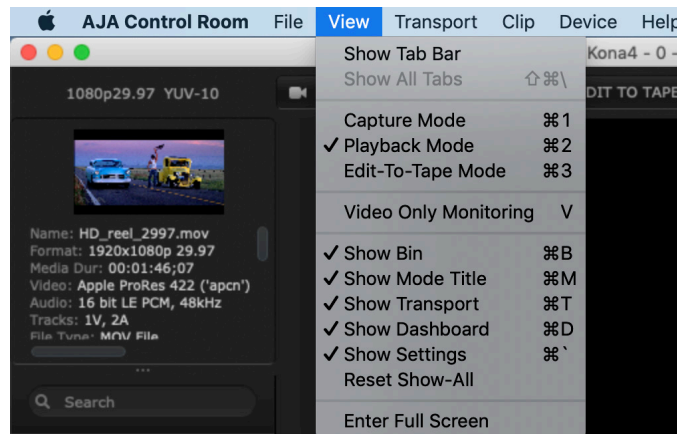 AJA Control Room File View Transport Clip Device Help
Kona4 - 0 -
1080p29.97 YUV-10
DIT TO TAPE
Show Tab Bar
Show All Tabs ⇧⌘\
Capture Mode ⌘1
✓ Playback Mode ⌘2
Edit-To-Tape Mode ⌘3
Video Only Monitoring V
✓ Show Bin ⌘B
✓ Show Mode Title ⌘M
✓ Show Transport ⌘T
✓ Show Dashboard ⌘D
✓ Show Settings ⌘`
Reset Show-All
Enter Full Screen
Name: HD_reel_2997.mov
Format: 1920x1080p 29.97
Media Dur: 00:01:46;07
Video: Apple ProRes 422 ('apcn')
Audio: 16 bit LE PCM, 48kHz
Tracks: 1V, 2A
File Type: MOV File
Search